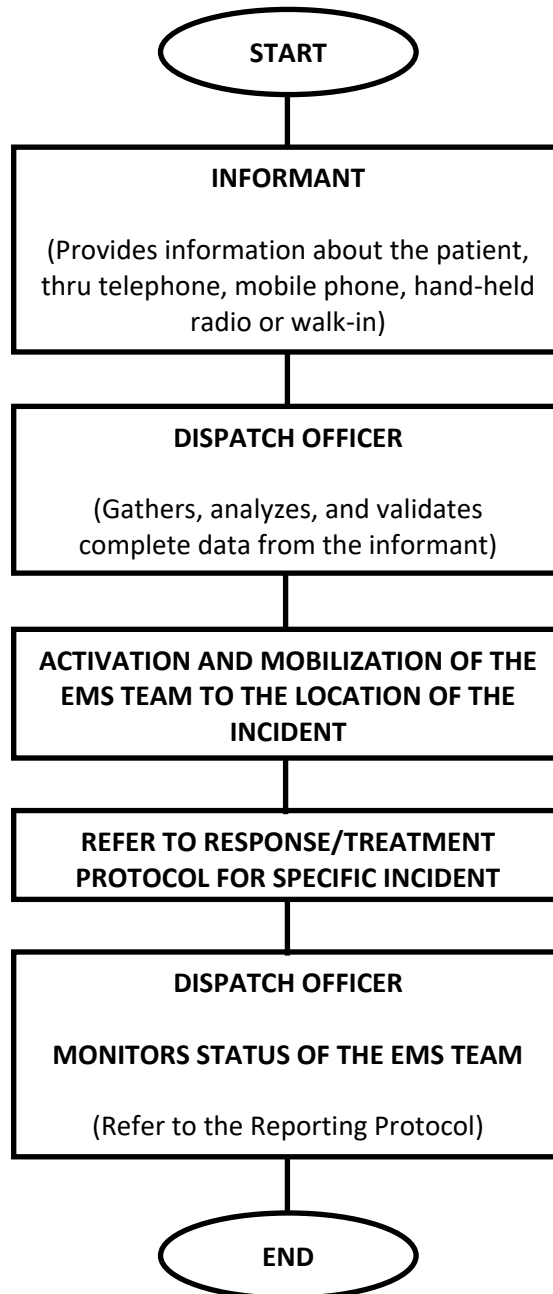 START
INFORMANT
(Provides information about the patient,
thru telephone, mobile phone, hand-held
radio or walk-in)
DISPATCH OFFICER
(Gathers, analyzes, and validates
complete data from the informant)
ACTIVATION AND MOBILIZATION OF THE
EMS TEAM TO THE LOCATION OF THE
INCIDENT
REFER TO RESPONSE/TREATMENT
PROTOCOL FOR SPECIFIC INCIDENT
DISPATCH OFFICER
MONITORS STATUS OF THE EMS TEAM
(Refer to the Reporting Protocol)
END